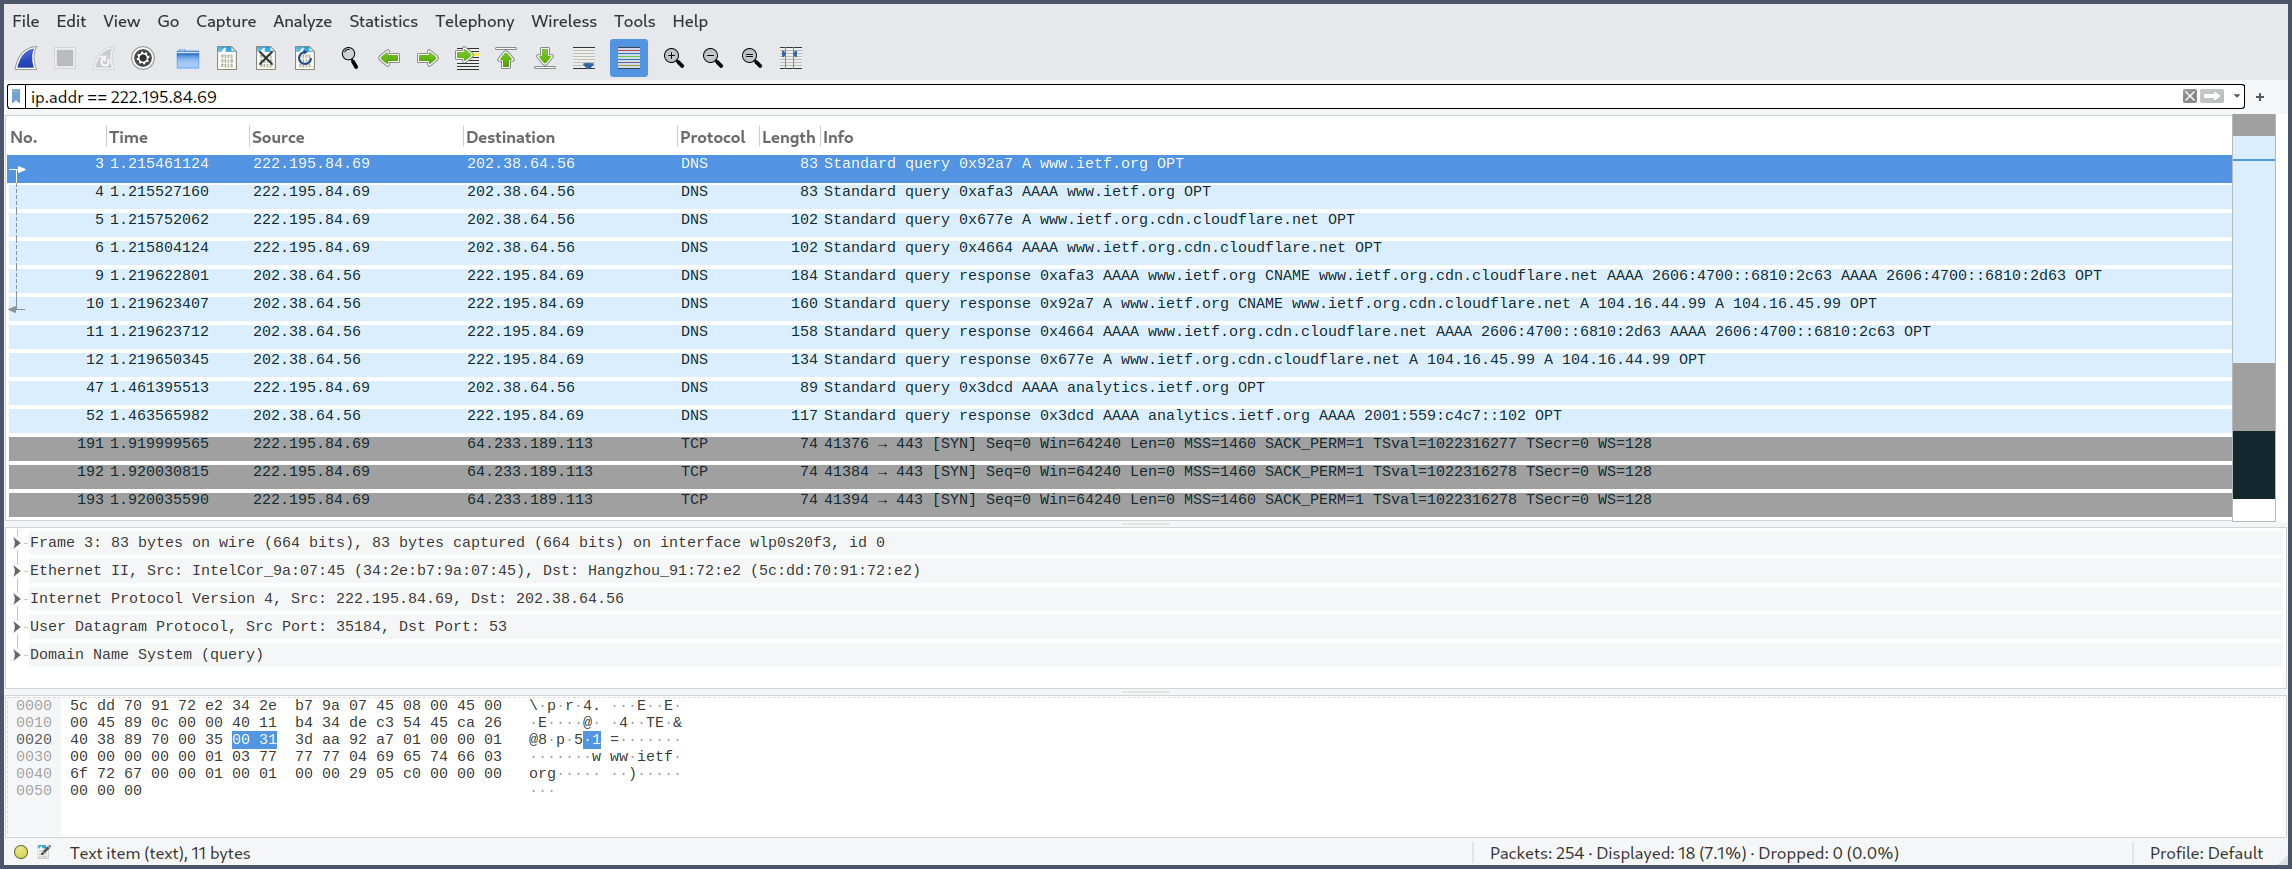 File Edit View Go Capture Analyze Statistics Telephony Wireless Tools Help
ip.addr == 222.195.84.69
No. Time Source Destination Protocol Length Info
3 1.215461124 222.195.84.69 202.38.64.56 DNS 83 Standard query 0x92a7 A www.ietf.org OPT
4 1.215527160 222.195.84.69 202.38.64.56 DNS 83 Standard query 0xafa3 AAAA www.ietf.org OPT
5 1.215752062 222.195.84.69 202.38.64.56 DNS 102 Standard query 0x677e A www.ietf.org.cdn.cloudflare.net OPT
6 1.215804124 222.195.84.69 202.38.64.56 DNS 102 Standard query 0x4664 AAAA www.ietf.org.cdn.cloudflare.net OPT
9 1.219622801 202.38.64.56 222.195.84.69 DNS 184 Standard query response 0xafa3 AAAA www.ietf.org CNAME www.ietf.org.cdn.cloudflare.net AAAA 2606:4700::6810:2c63 AAAA 2606:4700::6810:2d63 OPT
10 1.219623407 202.38.64.56 222.195.84.69 DNS 160 Standard query response 0x92a7 A www.ietf.org CNAME www.ietf.org.cdn.cloudflare.net A 104.16.44.99 A 104.16.45.99 OPT
11 1.219623712 202.38.64.56 222.195.84.69 DNS 158 Standard query response 0x4664 AAAA www.ietf.org.cdn.cloudflare.net AAAA 2606:4700::6810:2d63 AAAA 2606:4700::6810:2c63 OPT
12 1.219650345 202.38.64.56 222.195.84.69 DNS 134 Standard query response 0x677e A www.ietf.org.cdn.cloudflare.net A 104.16.45.99 A 104.16.44.99 OPT
47 1.461395513 222.195.84.69 202.38.64.56 DNS 89 Standard query 0x3dcd AAAA analytics.ietf.org OPT
52 1.463565982 202.38.64.56 222.195.84.69 DNS 117 Standard query response 0x3dcd AAAA analytics.ietf.org AAAA 2001:559:c4c7::102 OPT
191 1.919999565 222.195.84.69 64.233.189.113 TCP 74 41376 → 443 [SYN] Seq=0 Win=64240 Len=0 MSS=1460 SACK_PERM=1 TSval=1022316277 TSecr=0 WS=128
192 1.920030815 222.195.84.69 64.233.189.113 TCP 74 41384 → 443 [SYN] Seq=0 Win=64240 Len=0 MSS=1460 SACK_PERM=1 TSval=1022316278 TSecr=0 WS=128
193 1.920035590 222.195.84.69 64.233.189.113 TCP 74 41394 → 443 [SYN] Seq=0 Win=64240 Len=0 MSS=1460 SACK_PERM=1 TSval=1022316278 TSecr=0 WS=128
Frame 3: 83 bytes on wire (664 bits), 83 bytes captured (664 bits) on interface wlp0s20f3, id 0
Ethernet II, Src: IntelCor_9a:07:45 (34:2e:b7:9a:07:45), Dst: Hangzhou_91:72:e2 (5c:dd:70:91:72:e2)
Internet Protocol Version 4, Src: 222.195.84.69, Dst: 202.38.64.56
User Datagram Protocol, Src Port: 35184, Dst Port: 53
Domain Name System (query)
0000 5c dd 70 91 72 e2 34 2e b7 9a 07 45 08 00 45 00 \·p·r·4. ···E··E·
0010 00 45 89 0c 00 00 40 11 b4 34 de c3 54 45 ca 26 ·E····@· ·4··TE·&
0020 40 38 89 70 00 35 00 31 3d aa 92 a7 01 00 00 01 @8·p·5·1 =·······
0030 00 00 00 00 00 01 03 77 77 77 04 69 65 74 66 03 ·······w ww·ietf·
0040 6f 72 67 00 00 01 00 01 00 00 29 05 c0 00 00 00 org····· ··)·····
0050 00 00 00 ···
Text item (text), 11 bytes Packets: 254 · Displayed: 18 (7.1%) · Dropped: 0 (0.0%) Profile: Default